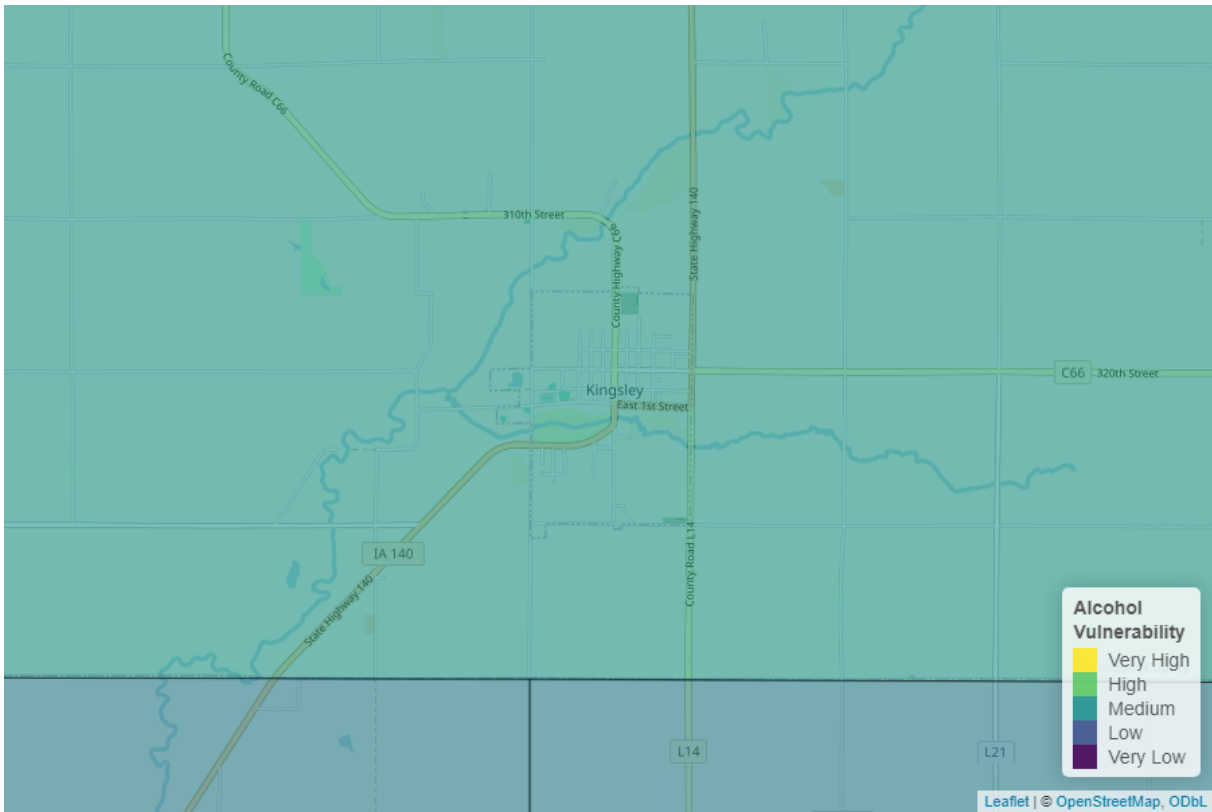 County Road C66
310th Street
County Highway C66
State Highway 140
Kingsley
East 1st Street
C66
320th Street
IA 140
State Highway 140
County Road L14
L14
L21
Alcohol
Vulnerability
Very High
High
Medium
Low
Very Low
Leaflet | © OpenStreetMap, ODbL